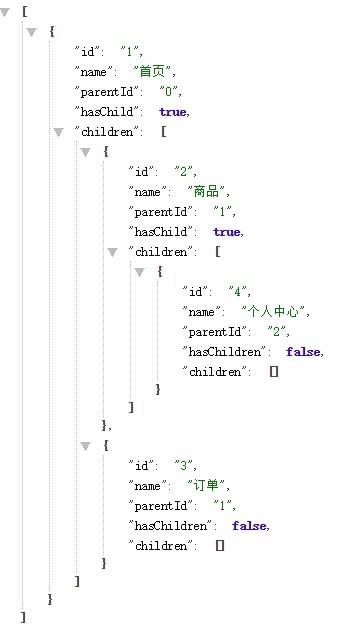 [
{
"id": "1",
"name": "首页",
"parentId": "0",
"hasChild": true,
"children": [
{
"id": "2",
"name": "商品",
"parentId": "1",
"hasChild": true,
"children": [
{
"id": "4",
"name": "个人中心",
"parentId": "2",
"hasChildren": false,
"children": []
}
]
},
{
"id": "3",
"name": "订单",
"parentId": "1",
"hasChildren": false,
"children": []
}
]
}
]